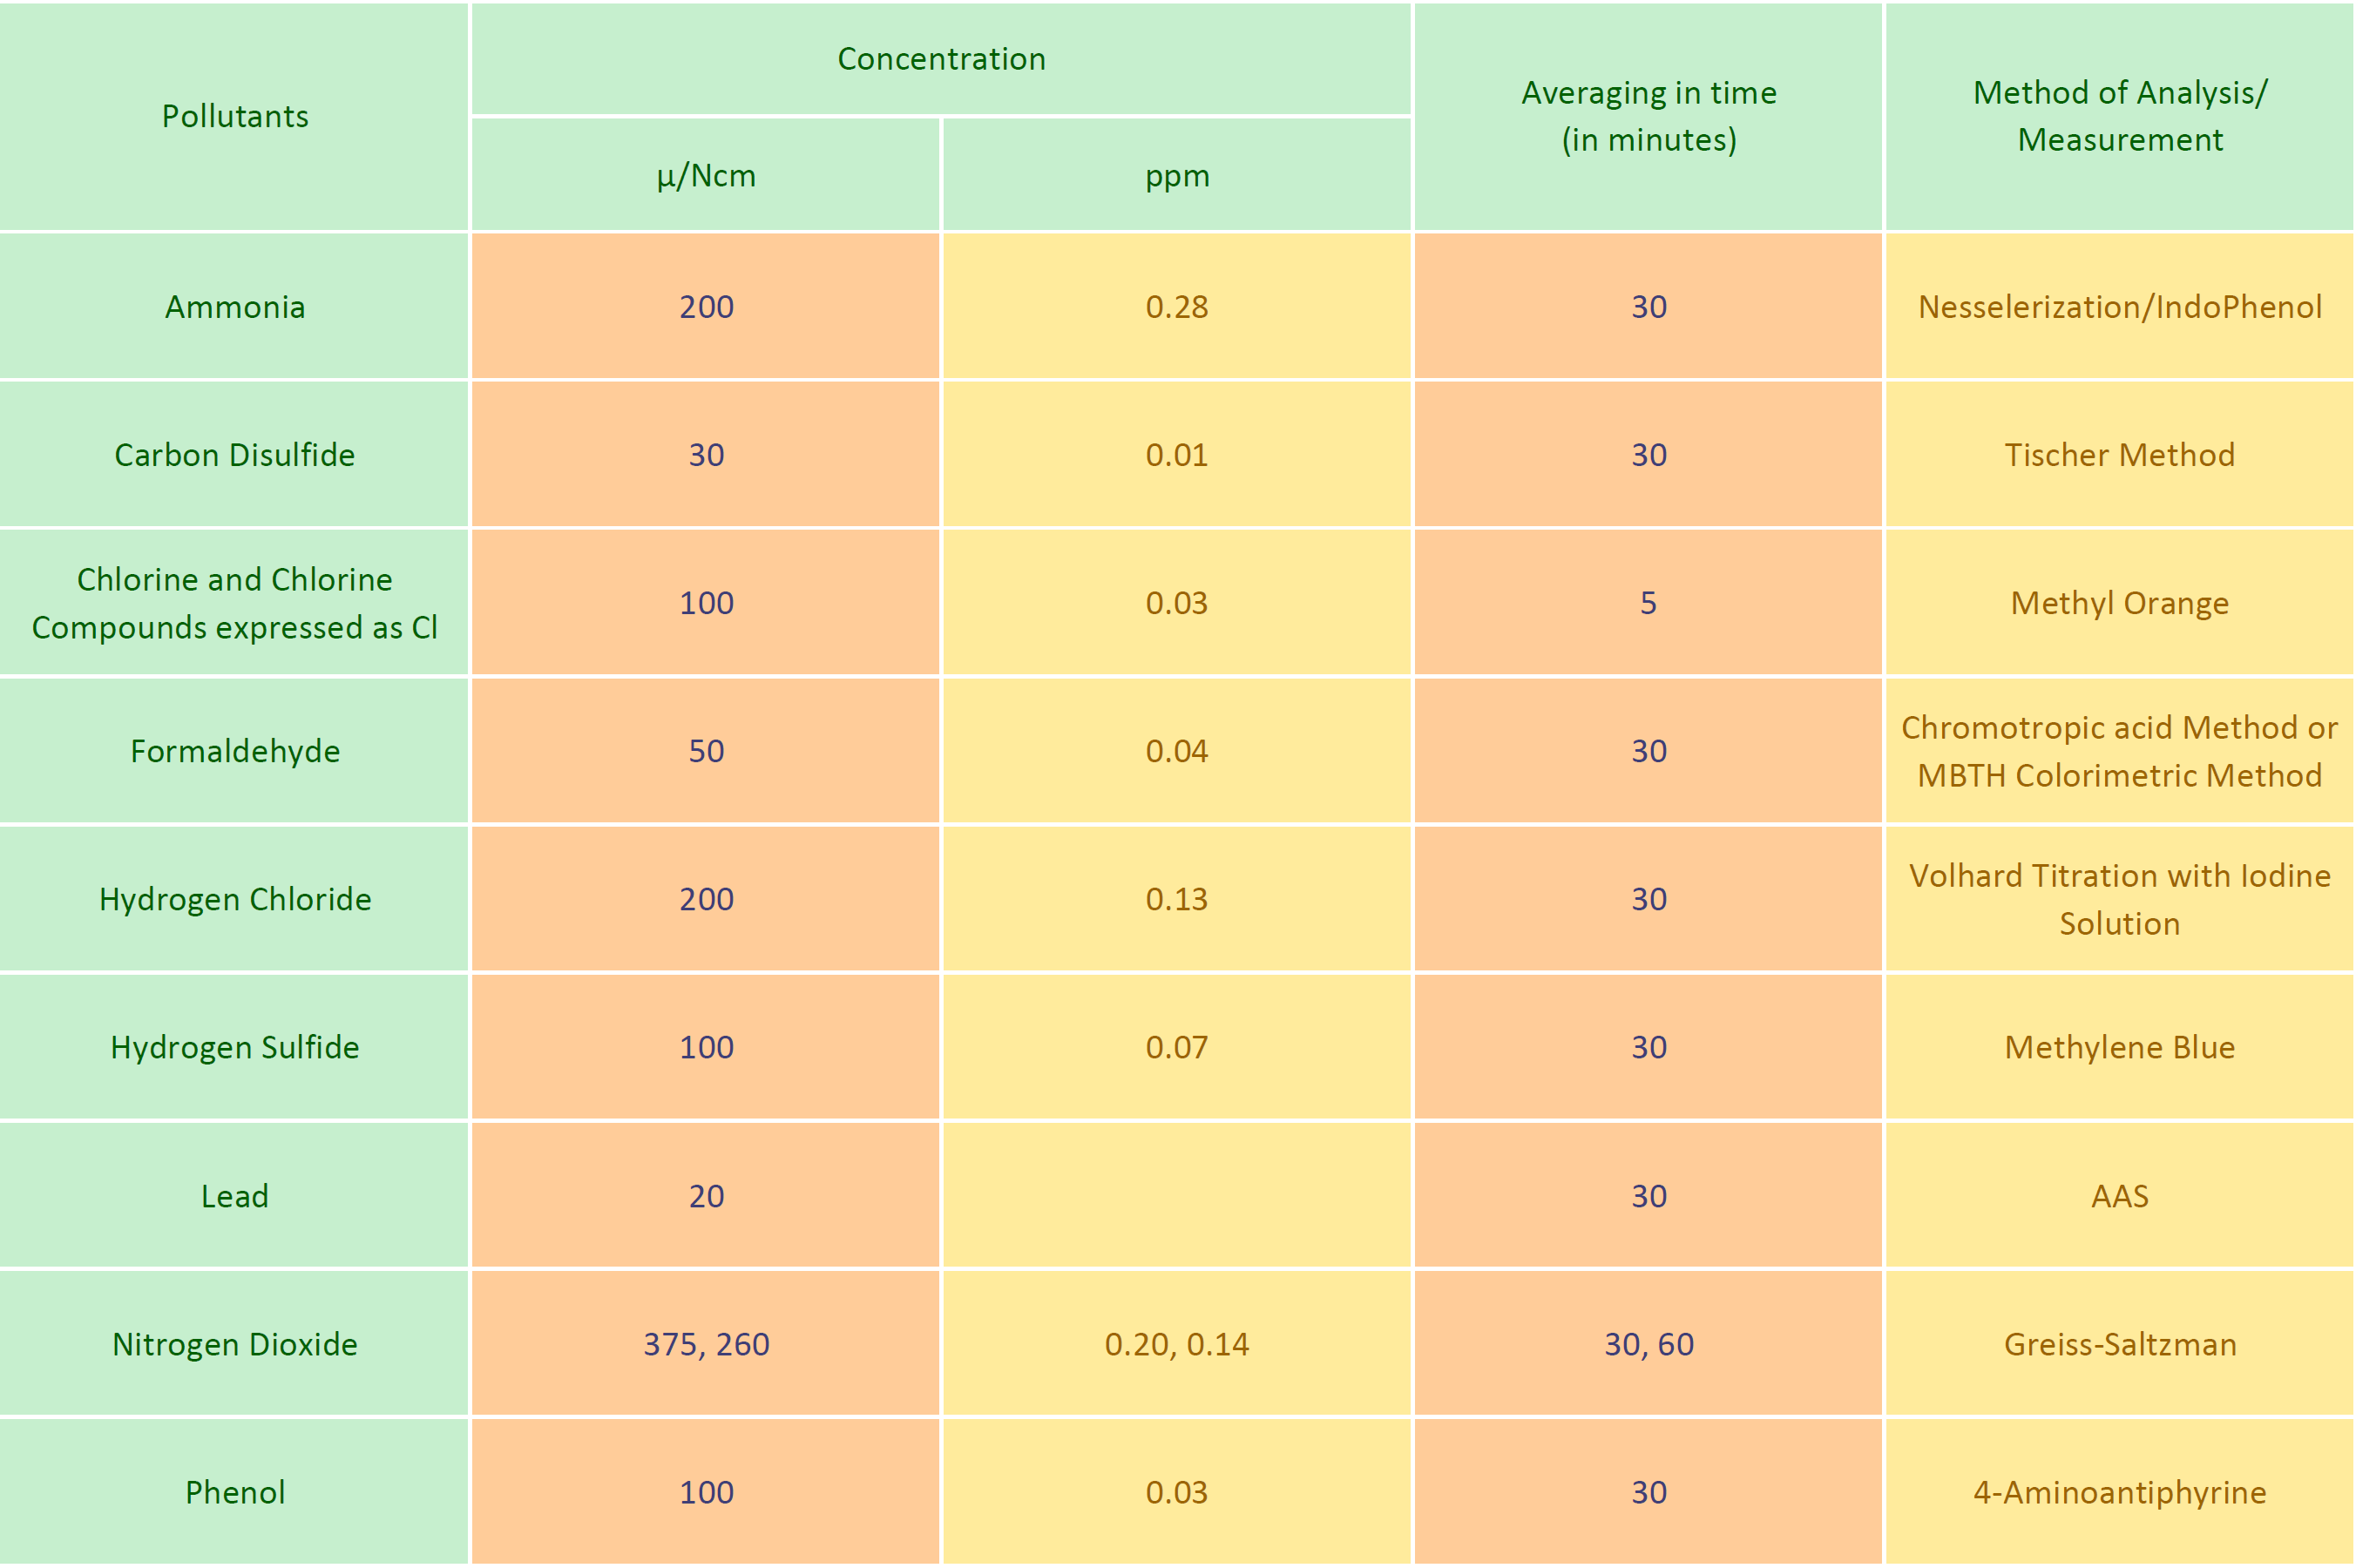 Pollutants
Concentration
μ/Ncm
ppm
Averaging in time
(in minutes)
Method of Analysis/
Measurement
Ammonia
200
0.28
30
Nesselerization/IndoPhenol
Carbon Disulfide
30
0.01
30
Tischer Method
Chlorine and Chlorine
Compounds expressed as Cl
100
0.03
5
Methyl Orange
Formaldehyde
50
0.04
30
Chromotropic acid Method or
MBTH Colorimetric Method
Hydrogen Chloride
200
0.13
30
Volhard Titration with Iodine
Solution
Hydrogen Sulfide
100
0.07
30
Methylene Blue
Lead
20
30
AAS
Nitrogen Dioxide
375, 260
0.20, 0.14
30, 60
Greiss-Saltzman
Phenol
100
0.03
30
4-Aminoantiphyrine